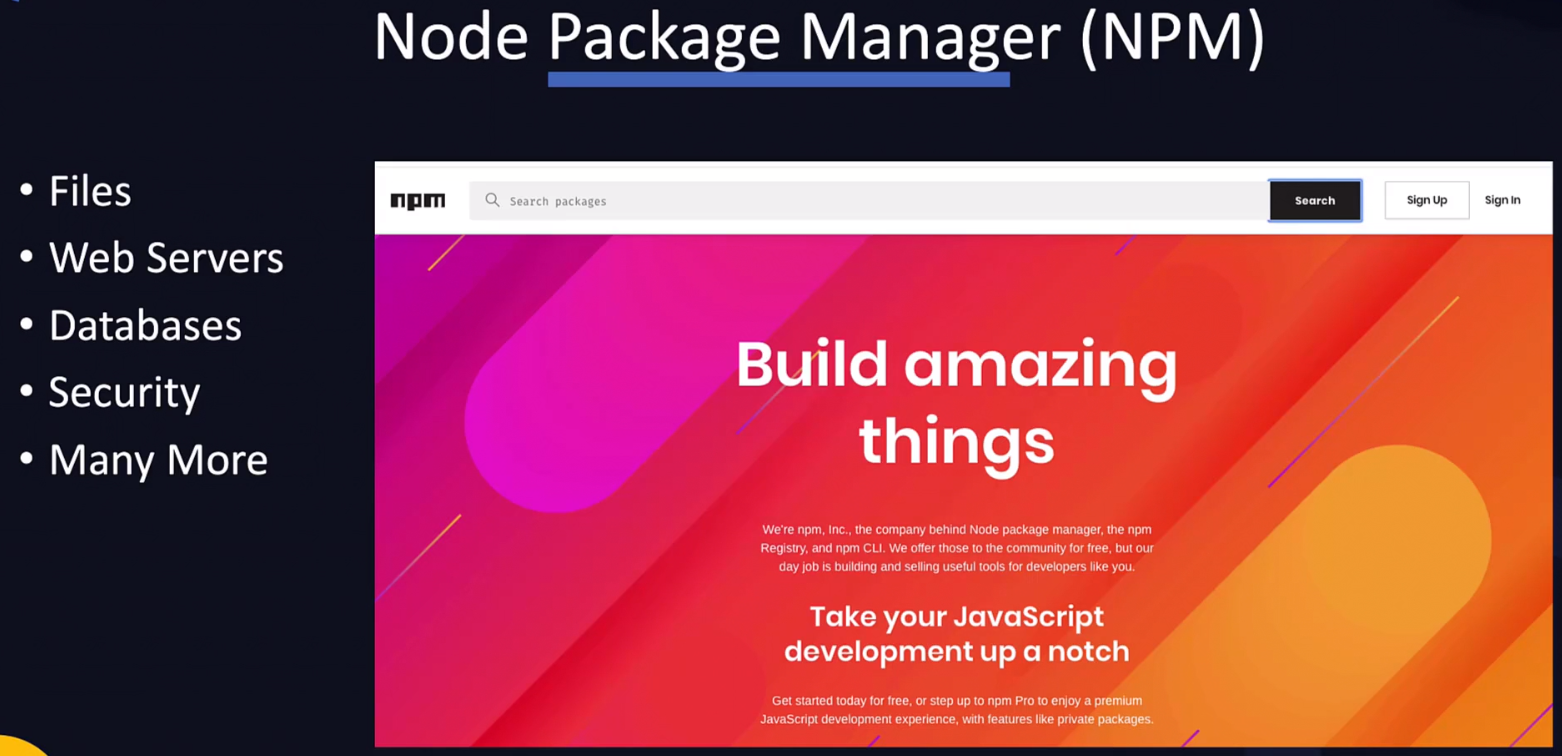 Node Package Manager (NPM)
• Files
• Web Servers
• Databases
• Security
• Many More
npm
Search packages
Search
Sign Up
Sign In
Build amazing
things
We're npm, Inc., the company behind Node package manager, the npm
Registry, and npm CLI. We offer those to the community for free, but our
day job is building and selling useful tools for developers like you.
Take your JavaScript
development up a notch
Get started today for free, or step up to npm Pro to enjoy a premium
JavaScript development experience, with features like private packages.